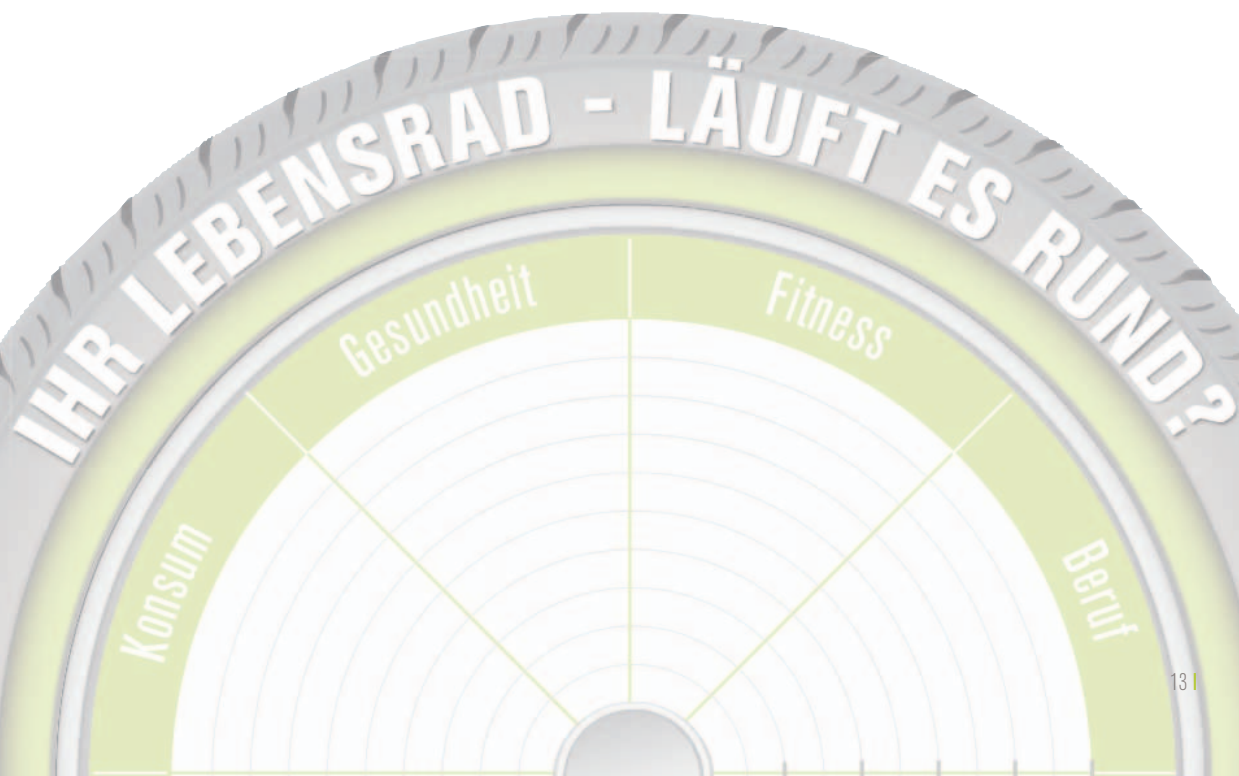 IHR LEBENSRAD - LÄUFT ES RUND?
Gesundheit
Fitness
Konsum
Beruf
13 |